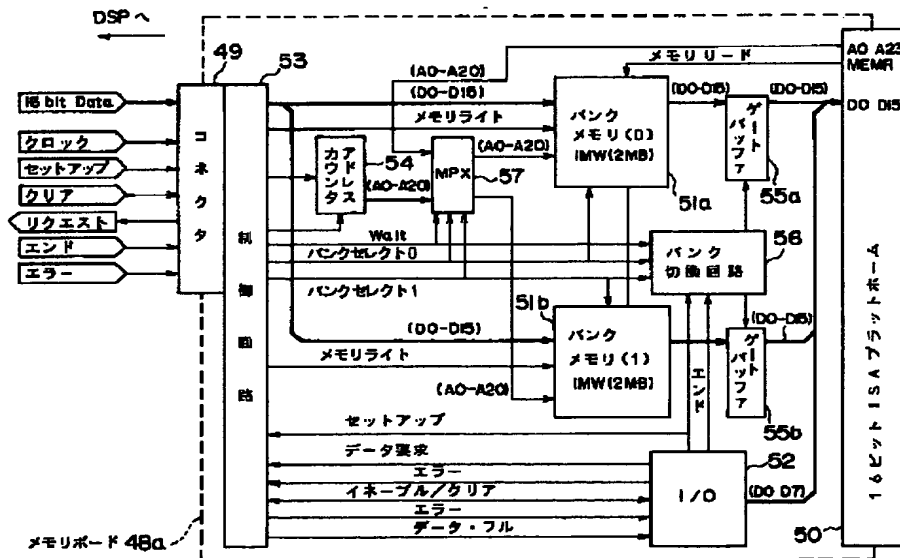 DSPへ
49
53
16bit Data
クロック
セットアップ
クリア
リクエスト
エンド
エラー
コネクタ
制御回路
(A0-A20)
(D0-D15)
メモリライト
アドレスカウンタ
54
(A0-A20)
MPX
57
(A0-A20)
メモリリード
バンク
メモリ(0)
1MW(2MB)
51a
(D0-D15)
ゲートバッファ
55a
(D0-D15)
A0 A23
MEMR
D0 D15
Wait
バンクセレクト0
バンクセレクト1
バンク
切換回路
56
51b
バンク
メモリ(1)
1MW(2MB)
(D0-D15)
メモリライト
(A0-A20)
エンド
(D0-D15)
ゲートバッファ
55b
セットアップ
データ要求
エラー
イネーブル/クリア
エラー
データ・フル
I/O
52
(D0 D7)
16ビットISAプラットホーム
50
メモリボード48a